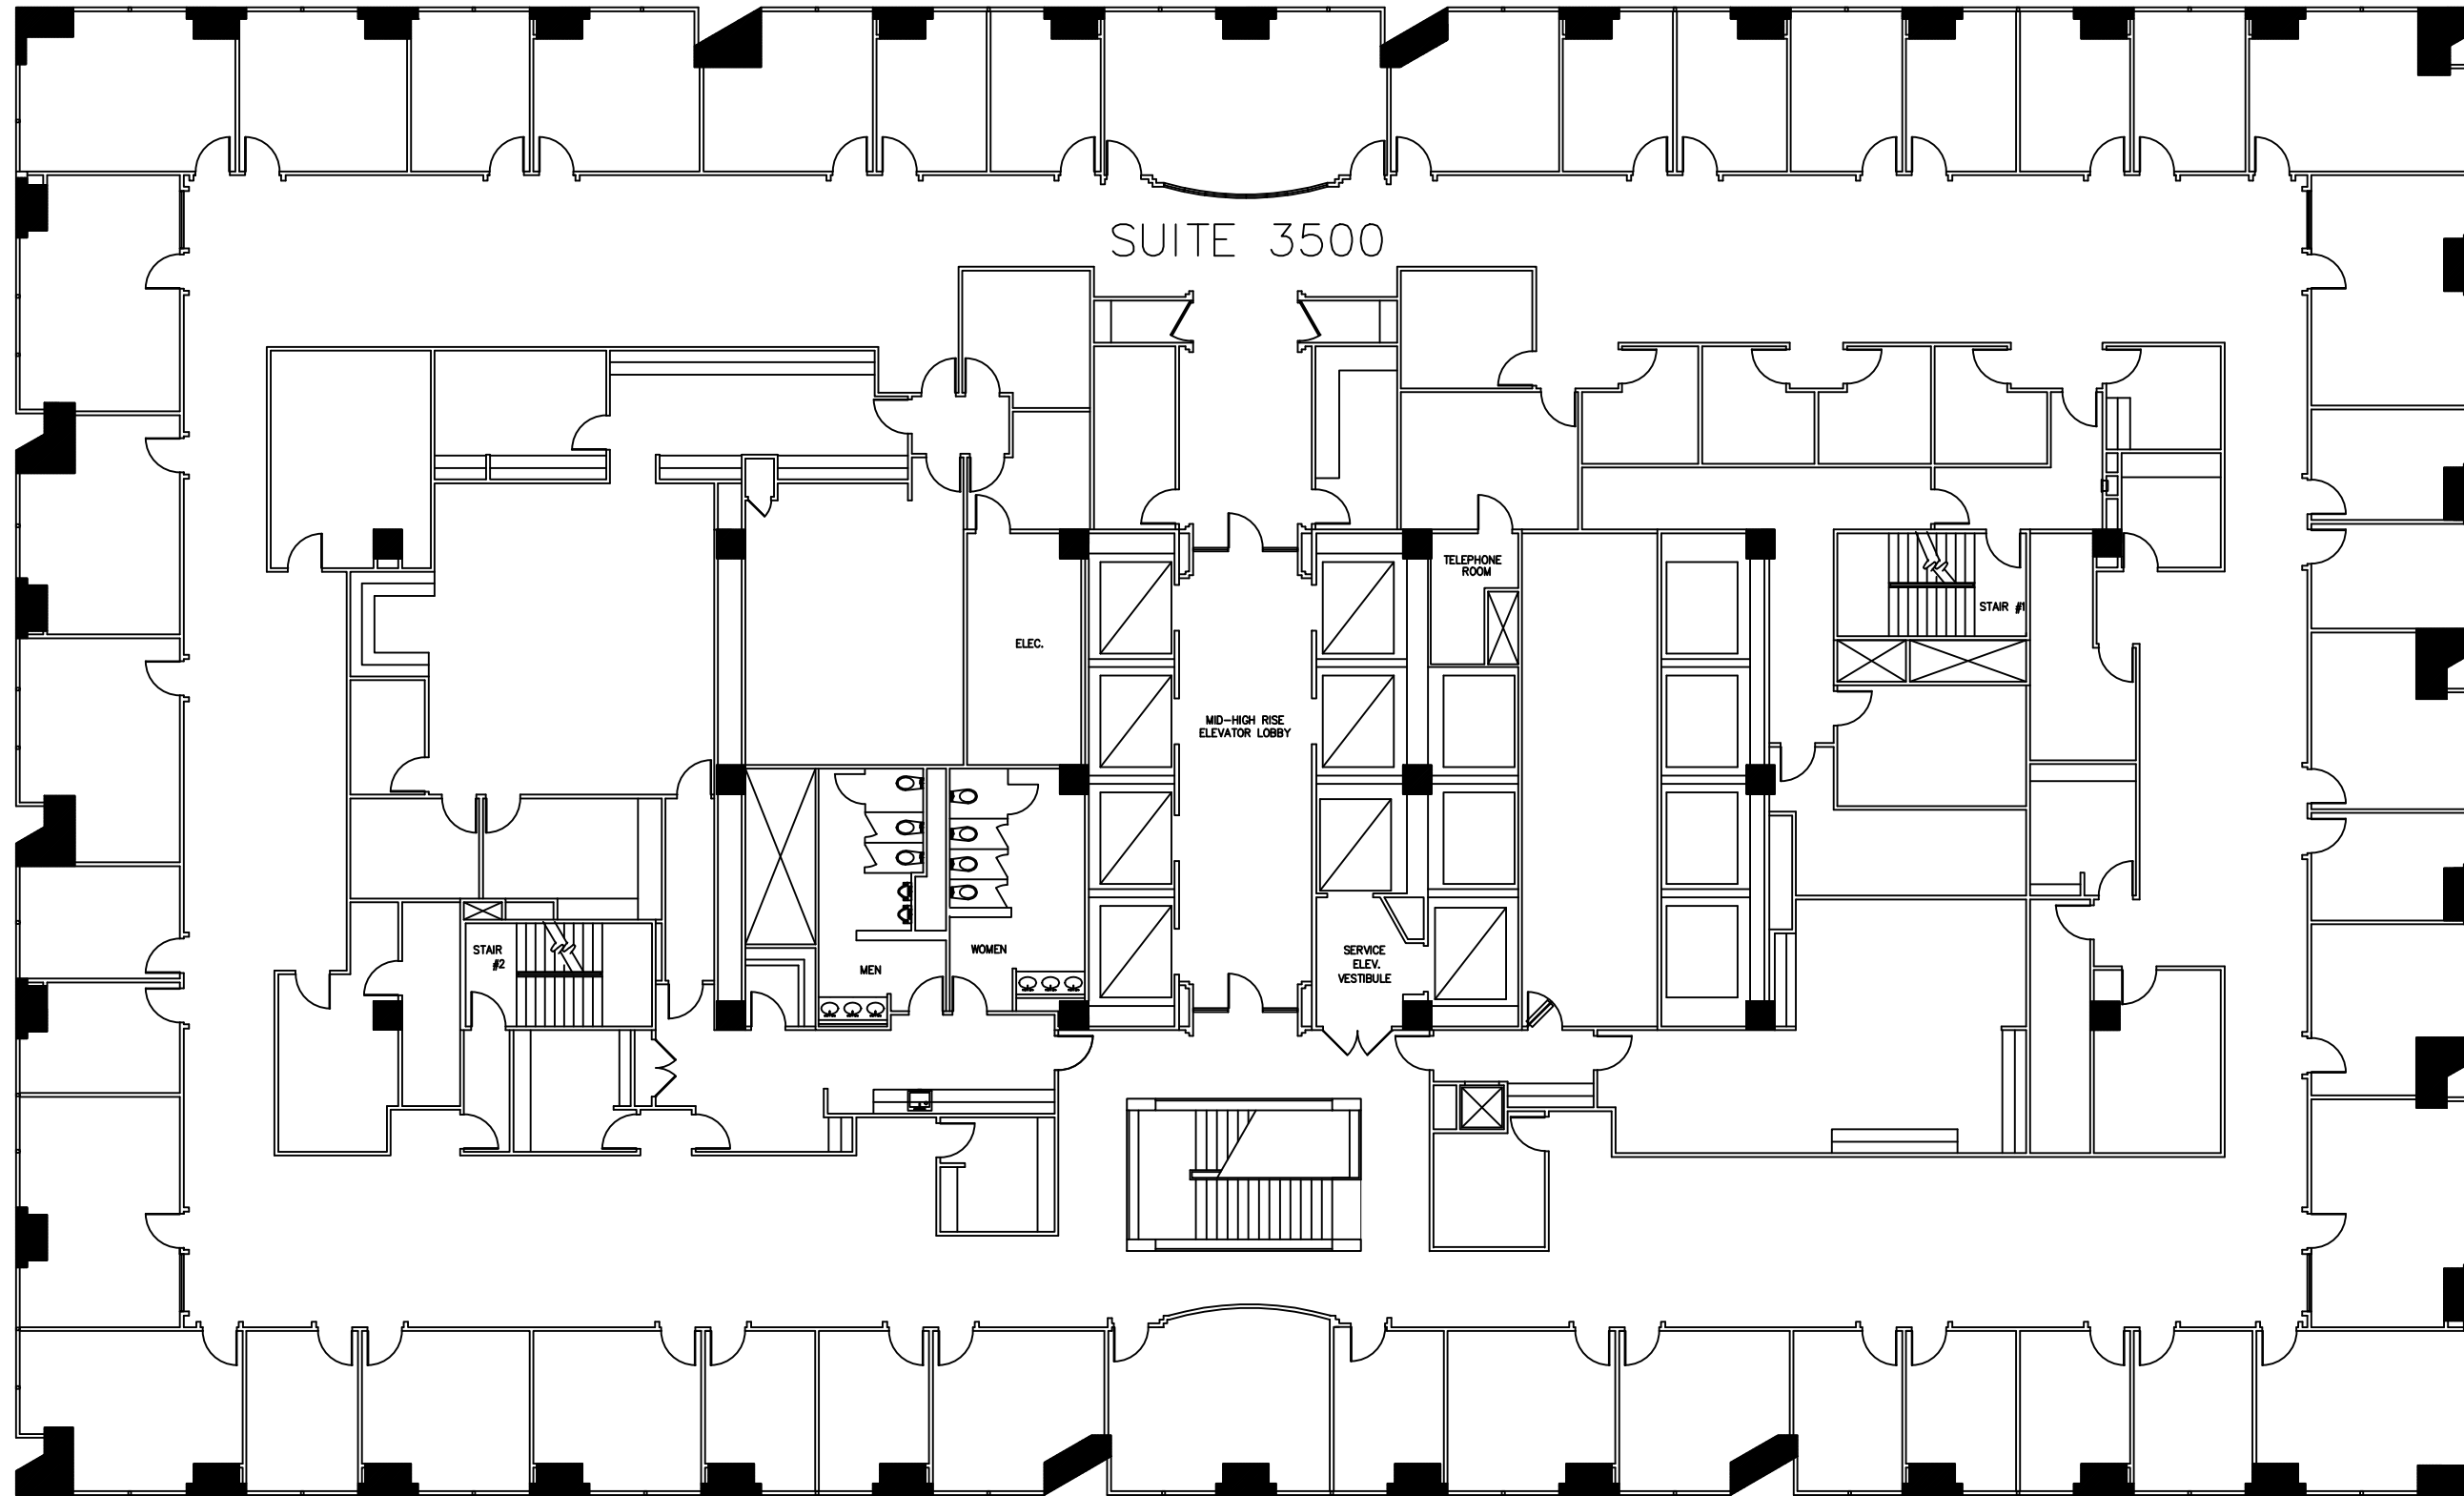 SUITE 3500
TELEPHONE
ROOM
STAIR #1
ELEC.
MID-HIGH RISE
ELEVATOR LOBBY
STAIR
#2
MEN
WOMEN
SERVICE
ELEV.
VESTIBULE